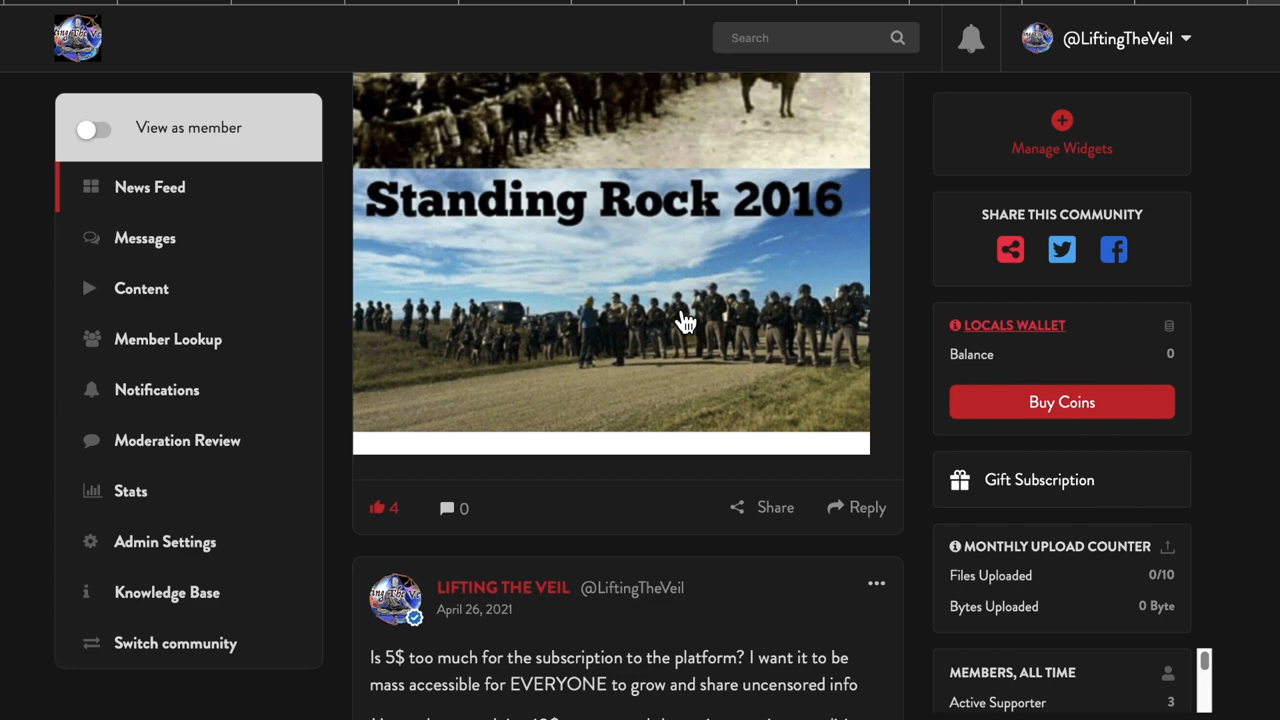 Search
@LiftingTheVeil
View as member
News Feed
Messages
Content
Member Lookup
Notifications
Moderation Review
Stats
Admin Settings
Knowledge Base
Switch community
Standing Rock 2016
4
0
Share
Reply
LIFTING THE VEIL @LiftingTheVeil
April 26, 2021
Is 5$ too much for the subscription to the platform? I want it to be
mass accessible for EVERYONE to grow and share uncensored info
Manage Widgets
SHARE THIS COMMUNITY
LOCALS WALLET
Balance 0
Buy Coins
Gift Subscription
MONTHLY UPLOAD COUNTER
Files Uploaded 0/10
Bytes Uploaded 0 Byte
MEMBERS, ALL TIME
Active Supporter 3